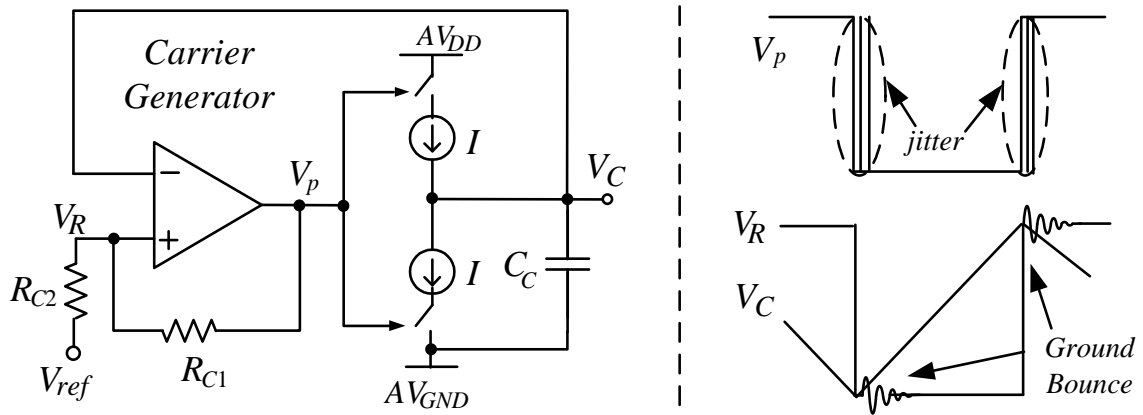 Carrier
Generator
AV_DD
I
V_p
V_C
V_R
I
C_C
R_C2
R_C1
V_ref
AV_GND
−
+
V_p
jitter
V_R
V_C
Ground
Bounce